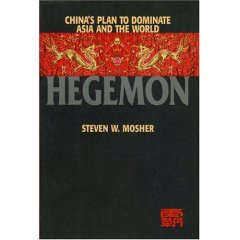 CHINA'S PLAN TO DOMINATE
ASIA AND THE WORLD
HEGEMON
STEVEN W. MOSHER